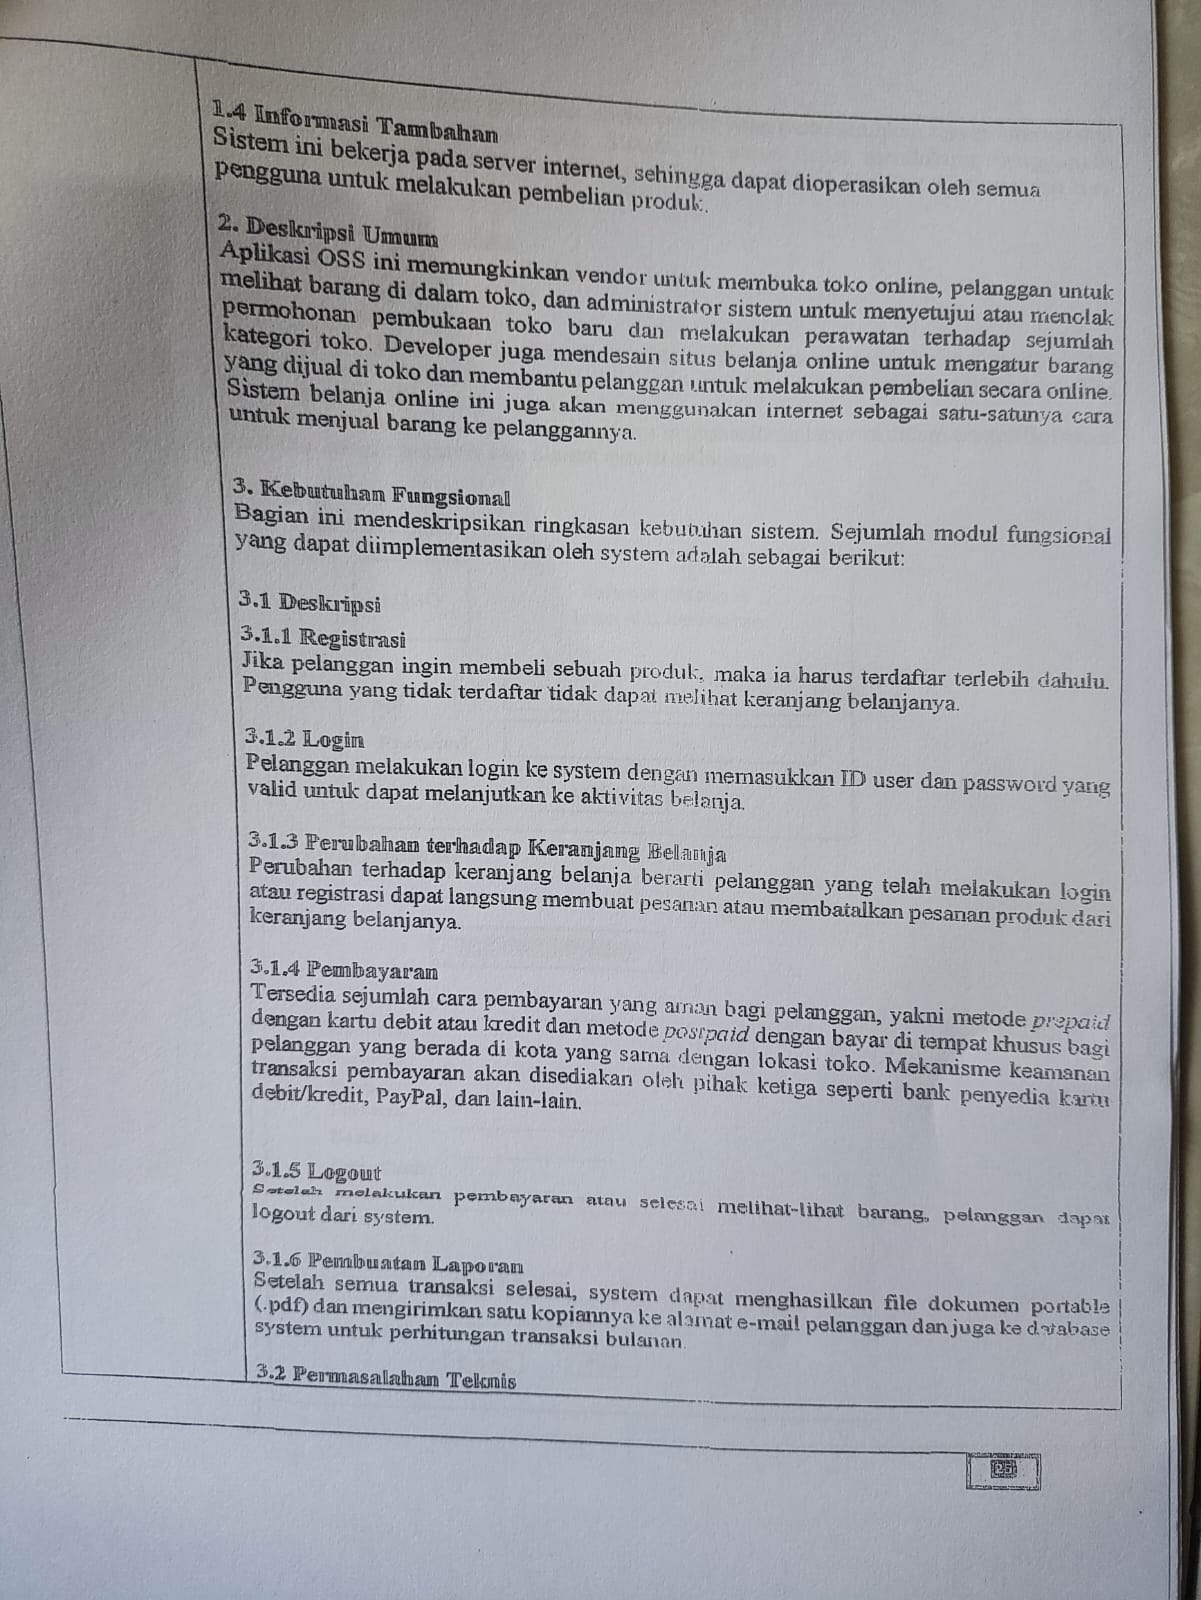 1.4 Informasi Tambahan
Sistem ini bekerja pada server internet, sehingga dapat dioperasikan oleh semua
pengguna untuk melakukan pembelian produk.
2. Deskripsi Umum
Aplikasi OSS ini memungkinkan vendor untuk membuka toko online, pelanggan untuk
melihat barang di dalam toko, dan administrator sistem untuk menyetujui atau menolak
permohonan pembukaan toko baru dan melakukan perawatan terhadap sejumlah
kategori toko. Developer juga mendesain situs belanja online untuk mengatur barang
yang dijual di toko dan membantu pelanggan untuk melakukan pembelian secara online.
Sistem belanja online ini juga akan menggunakan internet sebagai satu-satunya cara
untuk menjual barang ke pelanggannya.
3. Kebutuhan Fungsional
Bagian ini mendeskripsikan ringkasan kebutuhan sistem. Sejumlah modul fungsional
yang dapat diimplementasikan oleh system adalah sebagai berikut:
3.1 Deskripsi
3.1.1 Registrasi
Jika pelanggan ingin membeli sebuah produk, maka ia harus terdaftar terlebih dahulu.
Pengguna yang tidak terdaftar tidak dapat melihat keranjang belanjanya.
3.1.2 Login
Pelanggan melakukan login ke system dengan memasukkan ID user dan password yang
valid untuk dapat melanjutkan ke aktivitas belanja.
3.1.3 Perubahan terhadap Keranjang Belanja
Perubahan terhadap keranjang belanja berarti pelanggan yang telah melakukan login
atau registrasi dapat langsung membuat pesanan atau membatalkan pesanan produk dari
keranjang belanjanya.
3.1.4 Pembayaran
Tersedia sejumlah cara pembayaran yang aman bagi pelanggan, yakni metode prepaid
dengan kartu debit atau kredit dan metode postpaid dengan bayar di tempat khusus bagi
pelanggan yang berada di kota yang sama dengan lokasi toko. Mekanisme keamanan
transaksi pembayaran akan disediakan oleh pihak ketiga seperti bank penyedia kartu
debit/kredit, PayPal, dan lain-lain.
3.1.5 Logout
Setelah melakukan pembayaran atau selesai melihat-lihat barang, pelanggan dapat
logout dari system.
3.1.6 Pembuatan Laporan
Setelah semua transaksi selesai, system dapat menghasilkan file dokumen portable
(.pdf) dan mengirimkan satu kopiannya ke alamat e-mail pelanggan dan juga ke database
system untuk perhitungan transaksi bulanan.
3.2 Permasalahan Teknis
25